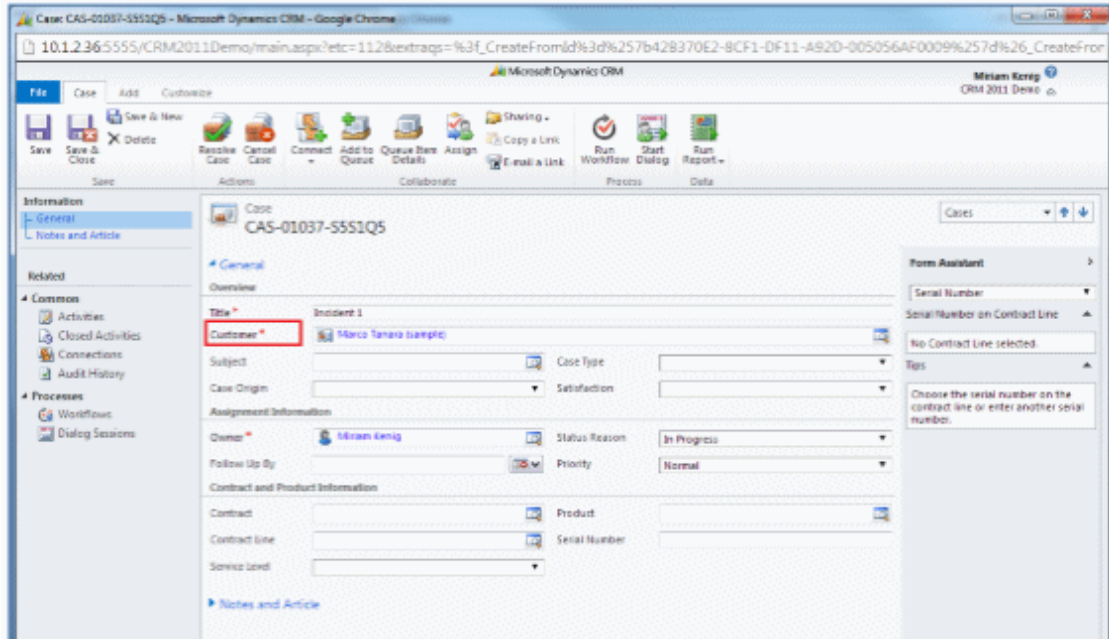 Case: CAS-01037-S5S1Q5 - Microsoft Dynamics CRM - Google Chrome
10.1.2.36:5555/CRM2011Demo/main.aspx?etc=112&extraqs=%3f_CreateFromId%3d%257b42B370E2-8CF1-DF11-A92D-005056AF0009%257d%26_CreateFror
Microsoft Dynamics CRM
Miriam Kenig
CRM 2011 Demo
File Case Add Customize
Save
Save & Close
Save & New
Delete
Resolve Case
Cancel Case
Connect
Add to Queue
Queue Item Details
Assign
Sharing
Copy a Link
E-mail a Link
Run Workflow
Start Dialog
Run Report
Save Actions Collaborate Process Data
Information
General
Notes and Article
Related
Common
Activities
Closed Activities
Connections
Audit History
Processes
Workflows
Dialog Sessions
Case
CAS-01037-S5S1Q5
Cases
General
Overview
Title * Incident 1
Customer * Marco Tanara (sample)
Subject Case Type
Case Origin Satisfaction
Assignment Information
Owner * Miriam Kenig Status Reason In Progress
Follow Up By Priority Normal
Contract and Product Information
Contract Product
Contract Line Serial Number
Service Level
Notes and Article
Form Assistant
Serial Number
Serial Number on Contract Line
No Contract Line selected.
Tips
Choose the serial number on the
contract line or enter another serial
number.